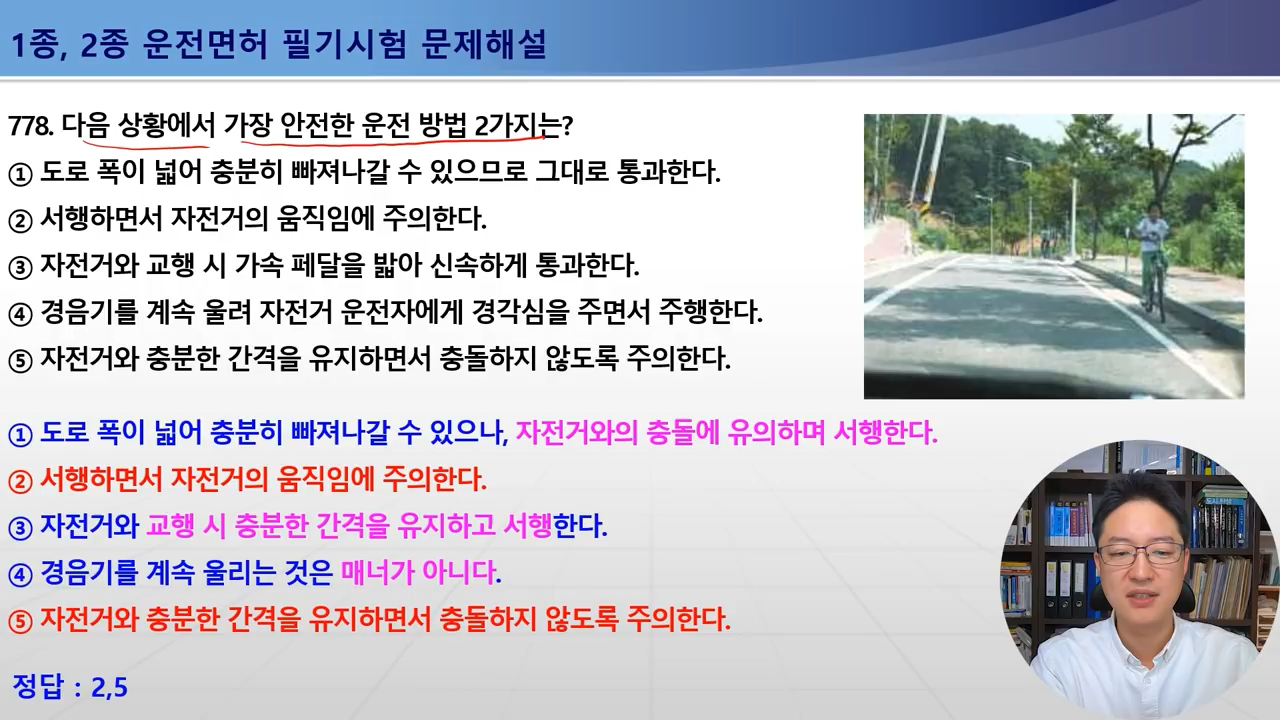 1종, 2종 운전면허 필기시험 문제해설
778. 다음 상황에서 가장 안전한 운전 방법 2가지는?
① 도로 폭이 넓어 충분히 빠져나갈 수 있으므로 그대로 통과한다.
② 서행하면서 자전거의 움직임에 주의한다.
③ 자전거와 교행 시 가속 페달을 밟아 신속하게 통과한다.
④ 경음기를 계속 울려 자전거 운전자에게 경각심을 주면서 주행한다.
⑤ 자전거와 충분한 간격을 유지하면서 충돌하지 않도록 주의한다.
① 도로 폭이 넓어 충분히 빠져나갈 수 있으나, 자전거와의 충돌에 유의하며 서행한다.
② 서행하면서 자전거의 움직임에 주의한다.
③ 자전거와 교행 시 충분한 간격을 유지하고 서행한다.
④ 경음기를 계속 울리는 것은 매너가 아니다.
⑤ 자전거와 충분한 간격을 유지하면서 충돌하지 않도록 주의한다.
정답 : 2,5